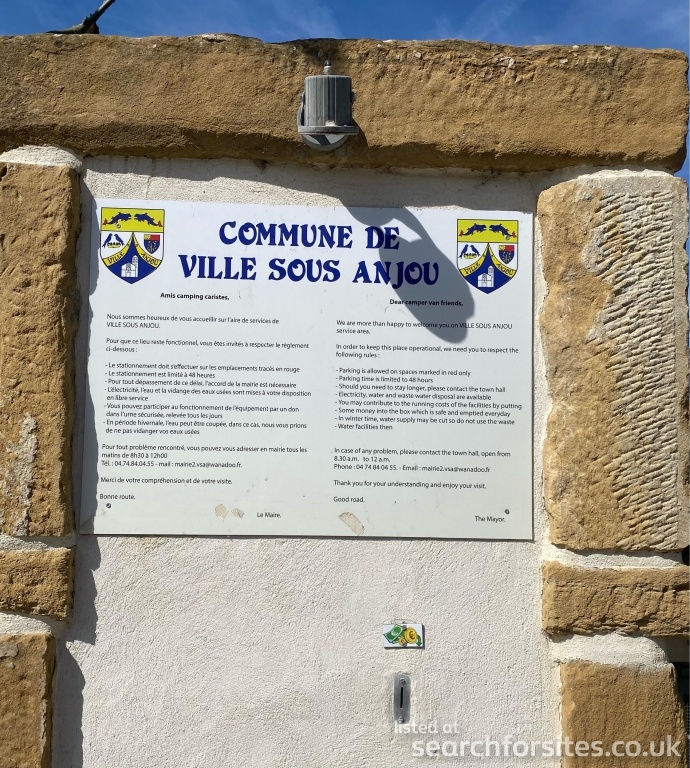 COMMUNE DE
VILLE SOUS ANJOU
VILLE ANJOU
VILLE ANJOU
Amis camping caristes,
Nous sommes heureux de vous accueillir sur l'aire de services de
VILLE SOUS ANJOU.
Pour que ce lieu reste fonctionnel, vous êtes invités à respecter le règlement
ci-dessous :
- Le stationnement doit s'effectuer sur les emplacements tracés en rouge
- Le stationnement est limité à 48 heures
- Pour tout dépassement de ce délai, l'accord de la mairie est nécessaire
- L'électricité, l'eau et la vidange des eaux usées sont mises à votre disposition
en libre service
- Vous pouvez participer au fonctionnement de l'équipement par un don
dans l'urne sécurisée, relevée tous les jours
- En période hivernale, l'eau peut être coupée, dans ce cas, nous vous prions
de ne pas vidanger vos eaux usées
Pour tout problème rencontré, vous pouvez vous adresser en mairie tous les
matins de 8h30 à 12h00
Tél : 04.74.84.04.55 - mail : mairie2.vsa@wanadoo.fr.
Merci de votre compréhension et de votre visite.
Bonne route.
Le Maire.
Dear camper van friends,
We are more than happy to welcome you on VILLE SOUS ANJOU
service area.
In order to keep this place operational, we need you to respect the
following rules :
- Parking is allowed on spaces marked in red only
- Parking time is limited to 48 hours
- Should you need to stay longer, please contact the town hall
- Electricity, water and waste water disposal are available
- You may contribute to the running costs of the facilities by putting
- Some money into the box which is safe and emptied everyday
- In winter time, water supply may be cut so do not use the waste
- Water facilities then
In case of any problem, please contact the town hall, open from
8.30 a.m. to 12 a.m.
Phone : 04 74 84 04 55. - Email : mairie2.vsa@wanadoo.fr
Thank you for your understanding and enjoy your visit.
Good road.
The Mayor.
listed at
searchforsites.co.uk